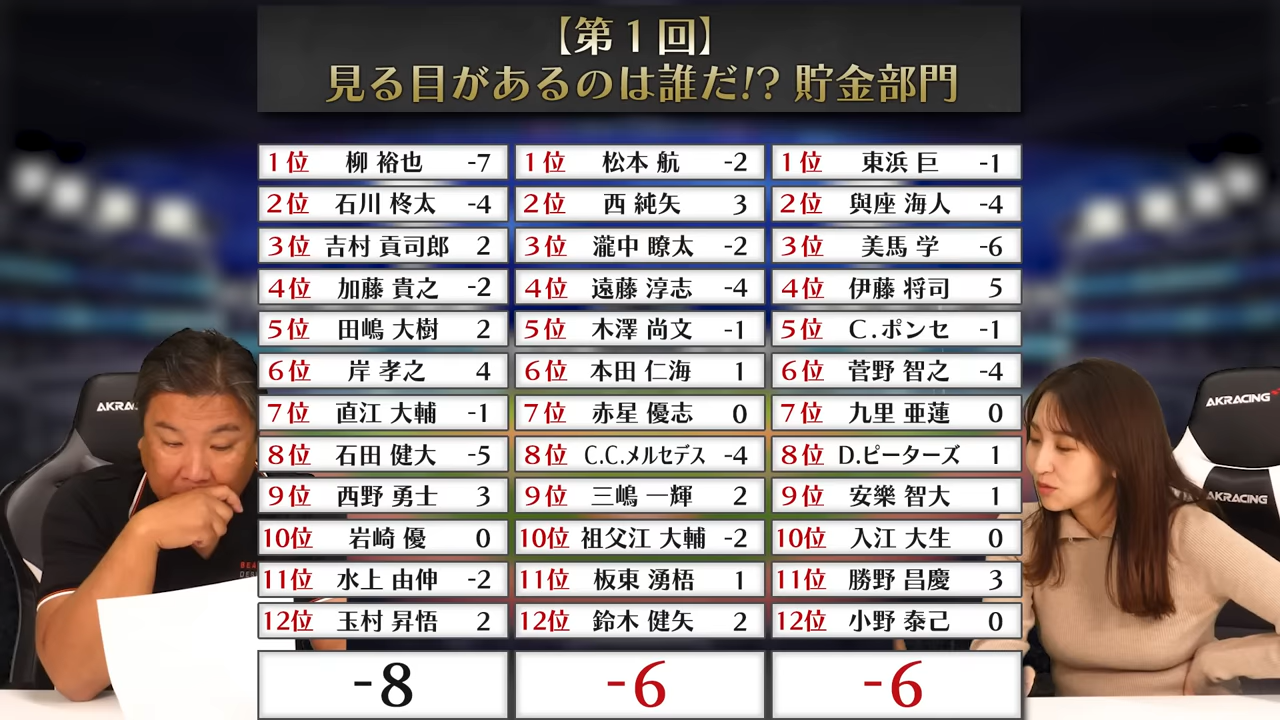 【第1回】
見る目があるのは誰だ!? 貯金部門
1位 柳 裕也 -7
2位 石川 柊太 -4
3位 吉村 貢司郎 2
4位 加藤 貴之 -2
5位 田嶋 大樹 2
6位 岸 孝之 4
7位 直江 大輔 -1
8位 石田 健大 -5
9位 西野 勇士 3
10位 岩崎 優 0
11位 水上 由伸 -2
12位 玉村 昇悟 2
-8
1位 松本 航 -2
2位 西 純矢 3
3位 瀧中 瞭太 -2
4位 遠藤 淳志 -4
5位 木澤 尚文 -1
6位 本田 仁海 1
7位 赤星 優志 0
8位 C.C.メルセデス -4
9位 三嶋 一輝 2
10位 祖父江 大輔 -2
11位 板東 湧梧 1
12位 鈴木 健矢 2
-6
1位 東浜 巨 -1
2位 與座 海人 -4
3位 美馬 学 -6
4位 伊藤 将司 5
5位 C.ポンセ -1
6位 菅野 智之 -4
7位 九里 亜蓮 0
8位 D.ピーターズ 1
9位 安樂 智大 1
10位 入江 大生 0
11位 勝野 昌慶 3
12位 小野 泰己 0
-6
AKRACING
AKRACING